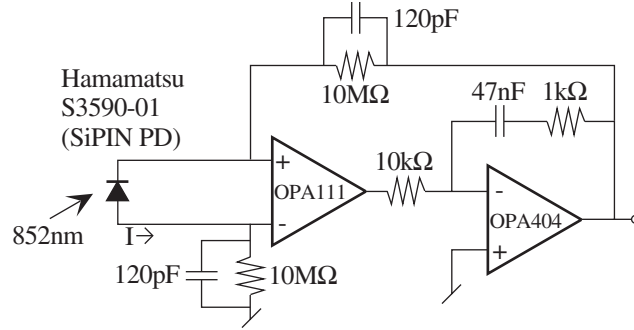 120pF
10MΩ
Hamamatsu
S3590-01
(SiPIN PD)
47nF
1kΩ
+
OPA111
-
10kΩ
-
OPA404
+
852nm
I→
120pF
10MΩ